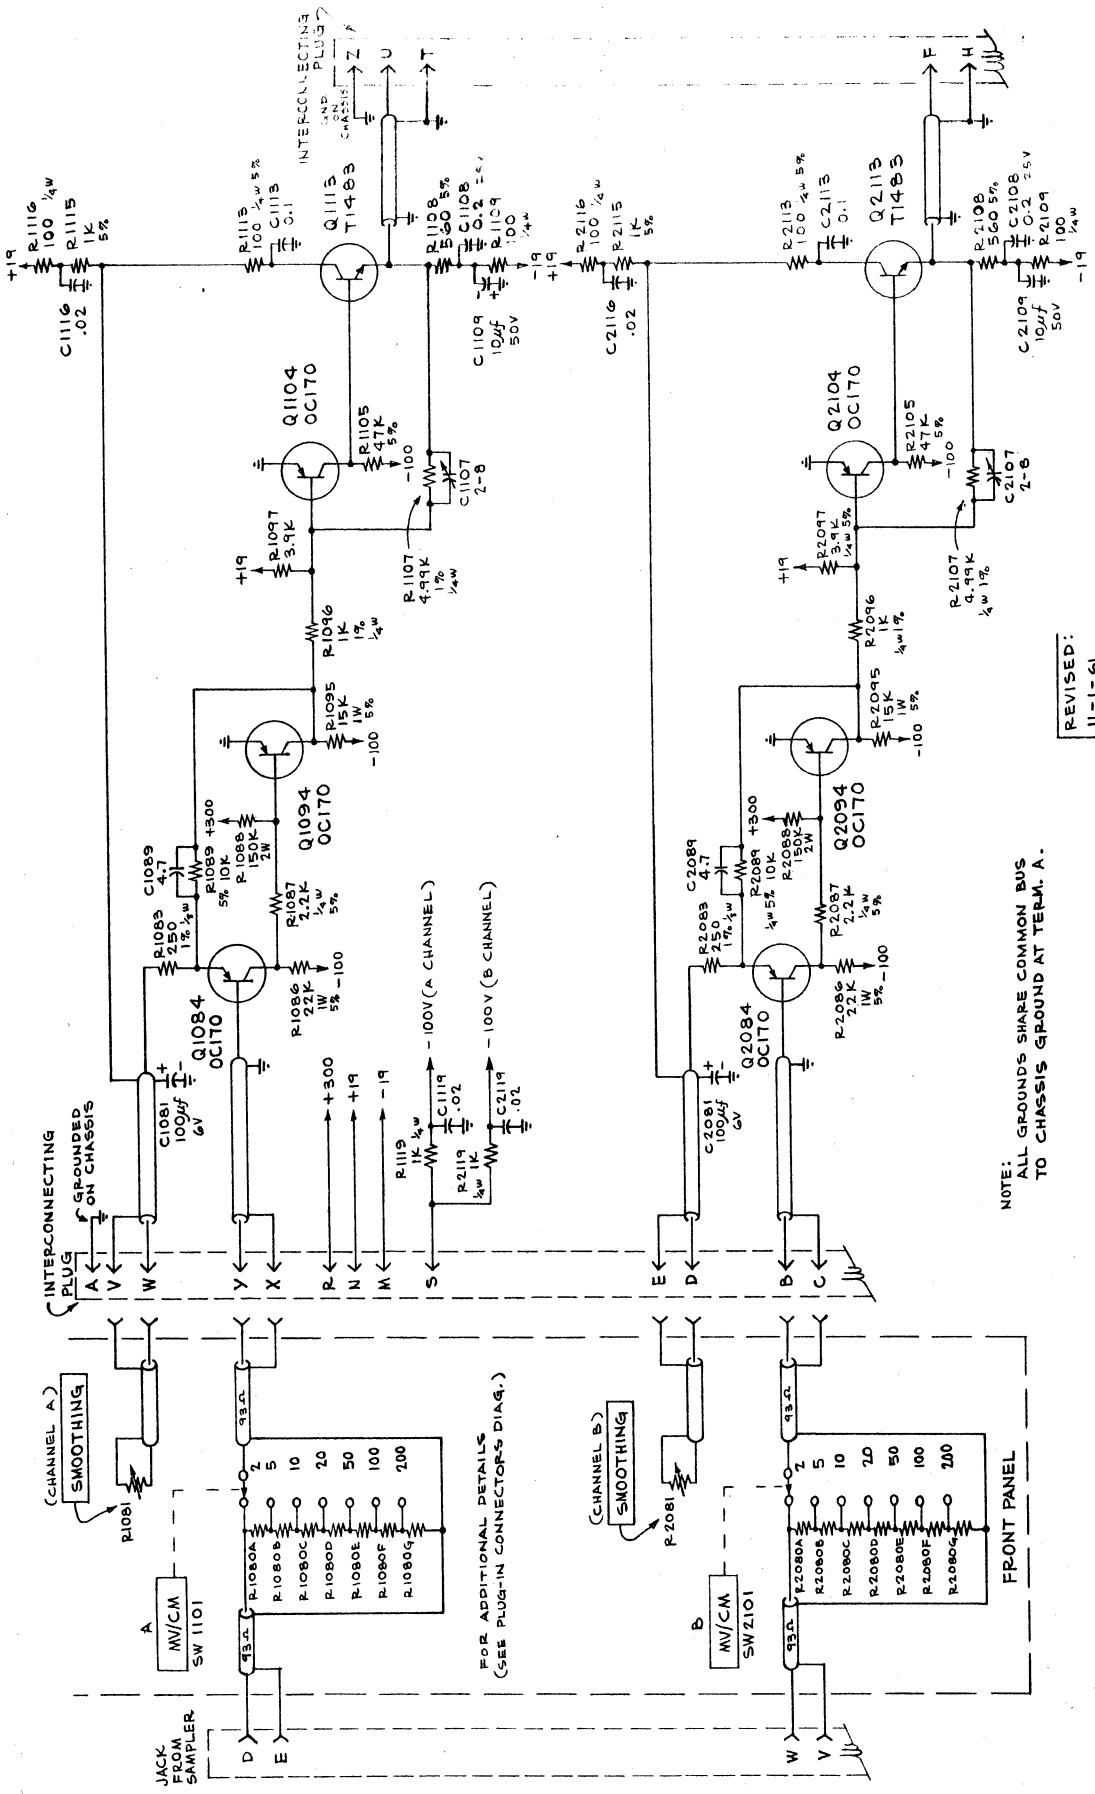 JACK
FROM
SAMPLER
D
E
W
V
A
MV/CM
SW 1101
93Ω
R1080A
R1080B
R1080C
R1080D
R1080E
R1080F
R1080G
2
5
10
20
50
100
200
93Ω
(CHANNEL A)
SMOOTHING
R1081
FOR ADDITIONAL DETAILS
(SEE PLUG-IN CONNECTORS DIAG.)
B
MV/CM
SW2101
93Ω
R2080A
R2080B
R2080C
R2080D
R2080E
R2080F
R2080G
2
5
10
20
50
100
200
93Ω
(CHANNEL B)
SMOOTHING
R2081
FRONT PANEL
INTERCONNECTING
PLUG
A
V
W
Y
X
R
N
M
S
E
D
B
C
GROUNDED
ON CHASSIS
C1081
100µf
6V
+
-
Q1084
OC170
R1083
250
1% ⅛W
C1089
4.7
R1089
5% 10K
+300
R1088
150K
2W
R1087
2.2K
¼W
5%
R1086
22K
1W
5%
-100
Q1094
OC170
R1095
15K
1W
5%
-100
R1096
1K
1%
¼W
+19
R1097
3.9K
Q1104
OC170
R1105
47K
5%
-100
R1107
4.99K
1%
¼W
C1107
2-8
+19
R1116
100 ¼W
R1115
1K
5%
C1116
.02
R1113
100 ¼W 5%
C1113
0.1
Q1113
T1483
R1108
560 5%
C1108
0.2 25V
R1109
100
¼W
-19
C1109
10µf
50V
-
+
INTERCONNECTING
PLUG
GND
ON
CHASSIS
Z
U
T
+300
+19
-19
R1119
1K ¼W
C1119
.02
-100V (A CHANNEL)
R2119
1K
¼W
C2119
.02
-100V (B CHANNEL)
C2081
100µf
6V
+
-
Q2084
OC170
R2083
250
1% ⅛W
C2089
4.7
R2089
¼W 5% 10K
+300
R2088
150K
2W
R2087
2.2K
¼W
5%
R2086
22K
1W
5%
-100
Q2094
OC170
R2095
15K
1W
5%
-100
R2096
1K
¼W 1%
+19
R2097
3.9K
¼W 5%
Q2104
OC170
R2105
47K
5%
-100
R2107
4.99K
¼W 1%
C2107
2-8
+19
R2116
100 ¼W
R2115
1K
5%
C2116
.02
R2113
100 ¼W 5%
C2113
0.1
Q2113
T1483
R2108
560 5%
C2108
0.2 25V
R2109
100
¼W
-19
C2109
10µf
50V
F
H
NOTE:
ALL GROUNDS SHARE COMMON BUS
TO CHASSIS GROUND AT TERM. A.
REVISED:
11-1-61